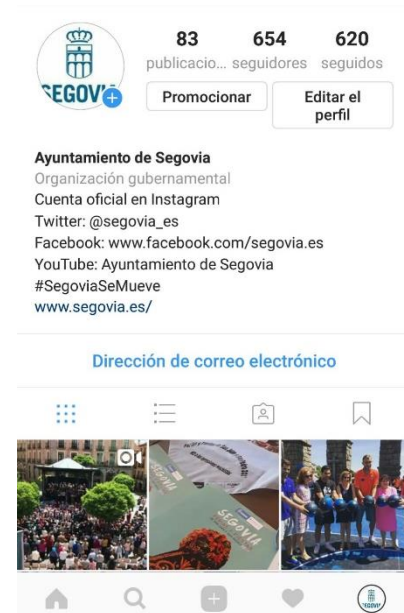 83 654 620
publicacio... seguidores seguidos
SEGOVIA
Promocionar
Editar el
perfil
Ayuntamiento de Segovia
Organización gubernamental
Cuenta oficial en Instagram
Twitter: @segovia_es
Facebook: www.facebook.com/segovia.es
YouTube: Ayuntamiento de Segovia
#SegoviaSeMueve
www.segovia.es/
Dirección de correo electrónico
SEGOVIA
SEGOVIA